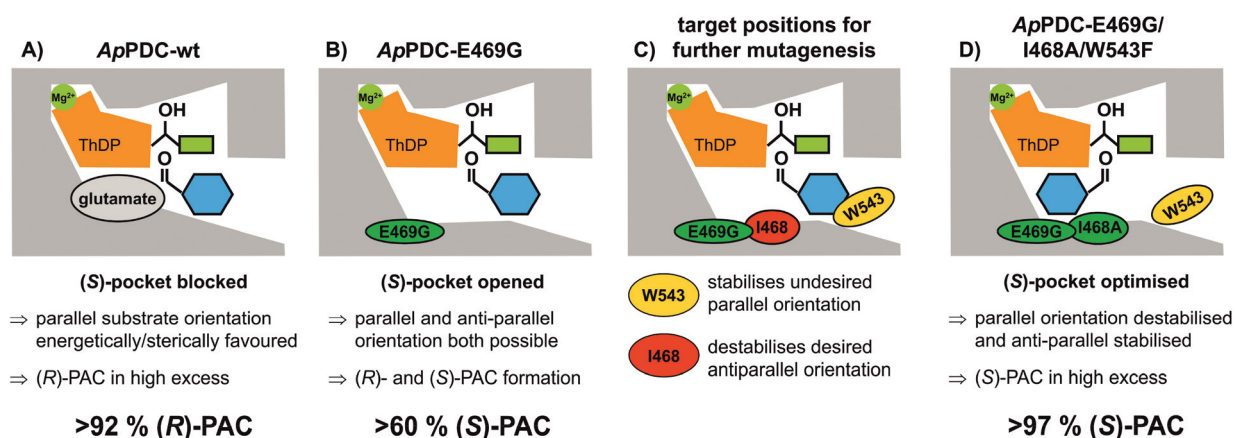 A)
ApPDC-wt
Mg2+
ThDP
OH
O
glutamate
(S)-pocket blocked
⇒ parallel substrate orientation
energetically/sterically favoured
⇒ (R)-PAC in high excess
>92 % (R)-PAC
B)
ApPDC-E469G
Mg2+
ThDP
OH
O
E469G
(S)-pocket opened
⇒ parallel and anti-parallel
orientation both possible
⇒ (R)- and (S)-PAC formation
>60 % (S)-PAC
C)
target positions for
further mutagenesis
Mg2+
ThDP
OH
O
W543
E469G
I468
W543
stabilises undesired
parallel orientation
I468
destabilises desired
antiparallel orientation
D)
ApPDC-E469G/
I468A/W543F
Mg2+
ThDP
OH
O
W543
E469G
I468A
(S)-pocket optimised
⇒ parallel orientation destabilised
and anti-parallel stabilised
⇒ (S)-PAC in high excess
>97 % (S)-PAC